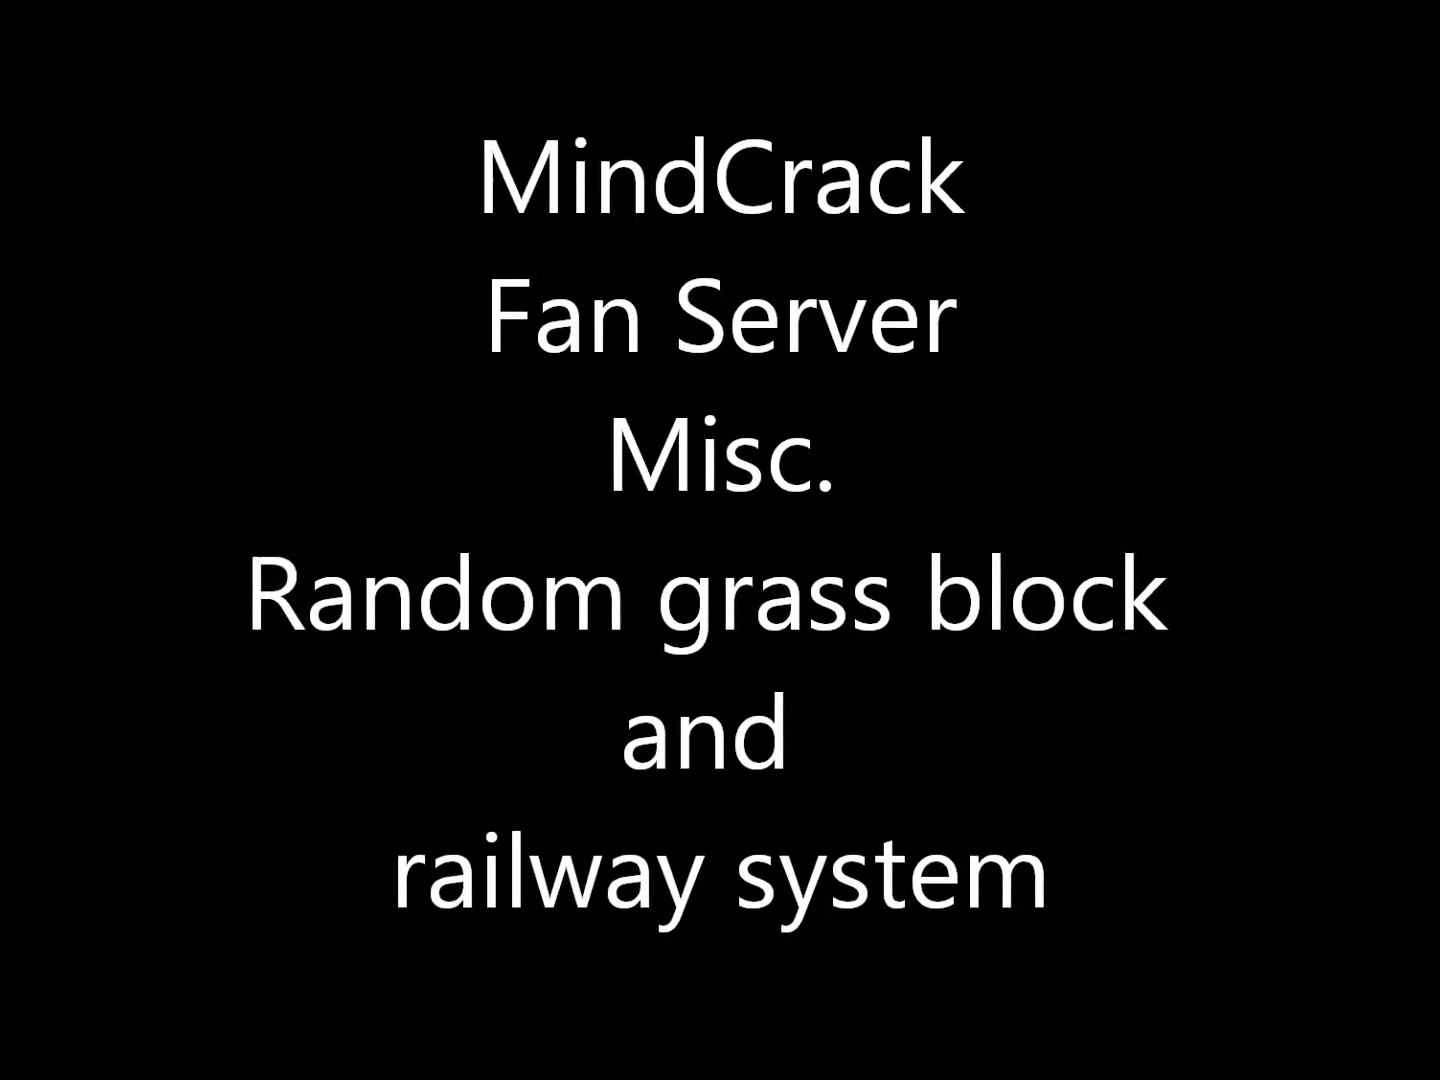 MindCrack
Fan Server
Misc.
Random grass block
and
railway system